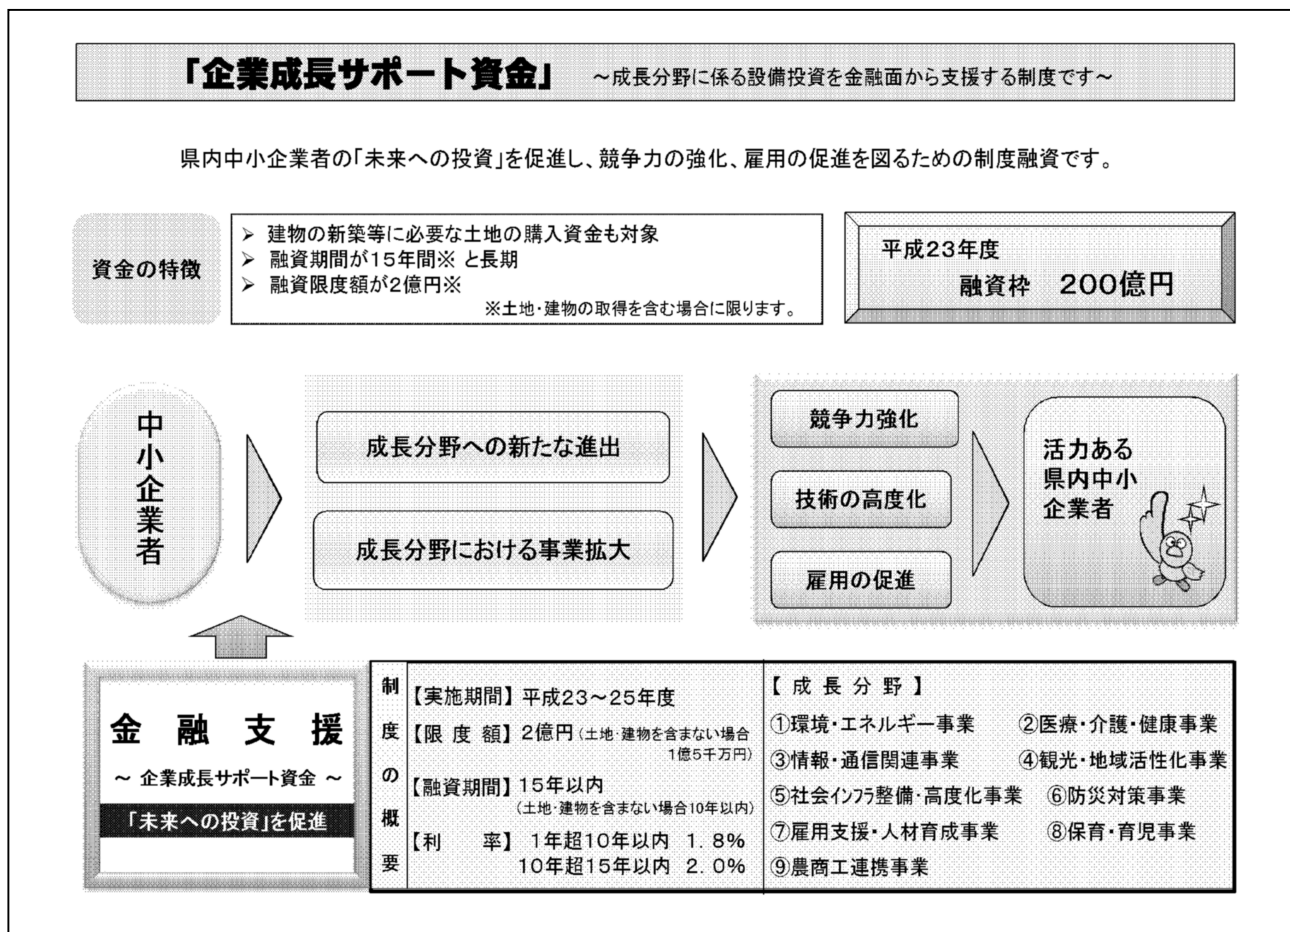 「企業成長サポート資金」 ～成長分野に係る設備投資を金融面から支援する制度です～
県内中小企業者の「未来への投資」を促進し、競争力の強化、雇用の促進を図るための制度融資です。
資金の特徴
➢ 建物の新築等に必要な土地の購入資金も対象
➢ 融資期間が15年間※ と長期
➢ 融資限度額が2億円※
※土地・建物の取得を含む場合に限ります。
平成23年度
融資枠 200億円
中小企業者
成長分野への新たな進出
成長分野における事業拡大
競争力強化
技術の高度化
雇用の促進
活力ある
県内中小
企業者
金融支援
～ 企業成長サポート資金 ～
「未来への投資」を促進
制度の概要
【実施期間】 平成23～25年度
【限度額】 2億円（土地・建物を含まない場合
1億5千万円）
【融資期間】 15年以内
（土地・建物を含まない場合10年以内）
【利 率】 1年超10年以内 1.8%
10年超15年以内 2.0%
【成長分野】
①環境・エネルギー事業 ②医療・介護・健康事業
③情報・通信関連事業 ④観光・地域活性化事業
⑤社会インフラ整備・高度化事業 ⑥防災対策事業
⑦雇用支援・人材育成事業 ⑧保育・育児事業
⑨農商工連携事業